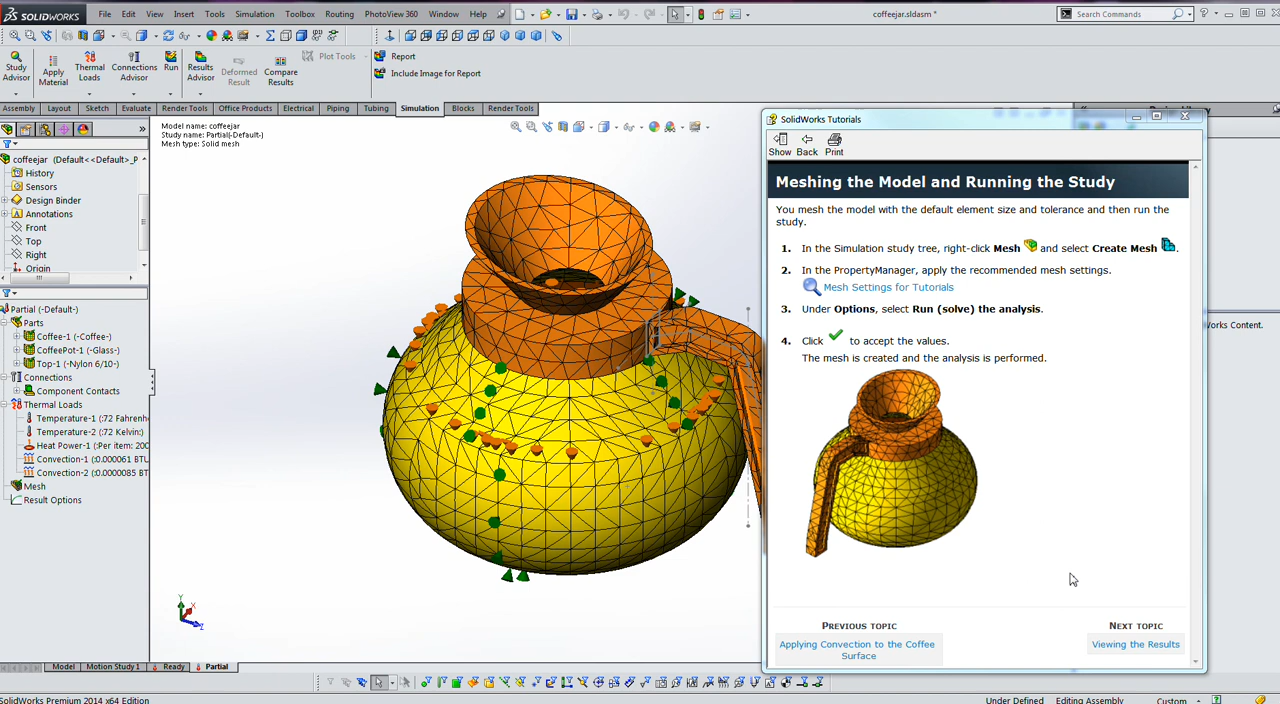 SOLIDWORKS File Edit View Insert Tools Simulation Toolbox Routing PhotoView 360 Window Help coffeejar.sldasm * Search Commands
Study Advisor
Apply Material
Thermal Loads
Connections Advisor
Run
Results Advisor
Deformed Result
Compare Results
Plot Tools
Report
Include Image for Report
Assembly Layout Sketch Evaluate Render Tools Office Products Electrical Piping Tubing Simulation Blocks Render Tools
Model name: coffeejar
Study name: Partial(-Default-)
Mesh type: Solid mesh
coffeejar (Default<<Default>_P
History
Sensors
Design Binder
Annotations
Front
Top
Right
Origin
Partial (-Default-)
Parts
Coffee-1 (-Coffee-)
CoffeePot-1 (-Glass-)
Top-1 (-Nylon 6/10-)
Connections
Component Contacts
Thermal Loads
Temperature-1 (:72 Fahrenhe
Temperature-2 (:72 Kelvin:)
Heat Power-1 (:Per item: 200
Convection-1 (:0.000061 BTU
Convection-2 (:0.0000085 BT
Mesh
Result Options
Y
X
Z
SolidWorks Tutorials
Show Back Print
Meshing the Model and Running the Study
You mesh the model with the default element size and tolerance and then run the
study.
1. In the Simulation study tree, right-click Mesh and select Create Mesh .
2. In the PropertyManager, apply the recommended mesh settings.
Mesh Settings for Tutorials
3. Under Options, select Run (solve) the analysis.
4. Click to accept the values.
The mesh is created and the analysis is performed.
PREVIOUS TOPIC
Applying Convection to the Coffee
Surface
NEXT TOPIC
Viewing the Results
Works Content.
Model Motion Study 1 Ready Partial
SolidWorks Premium 2014 x64 Edition Under Defined Editing Assembly Custom